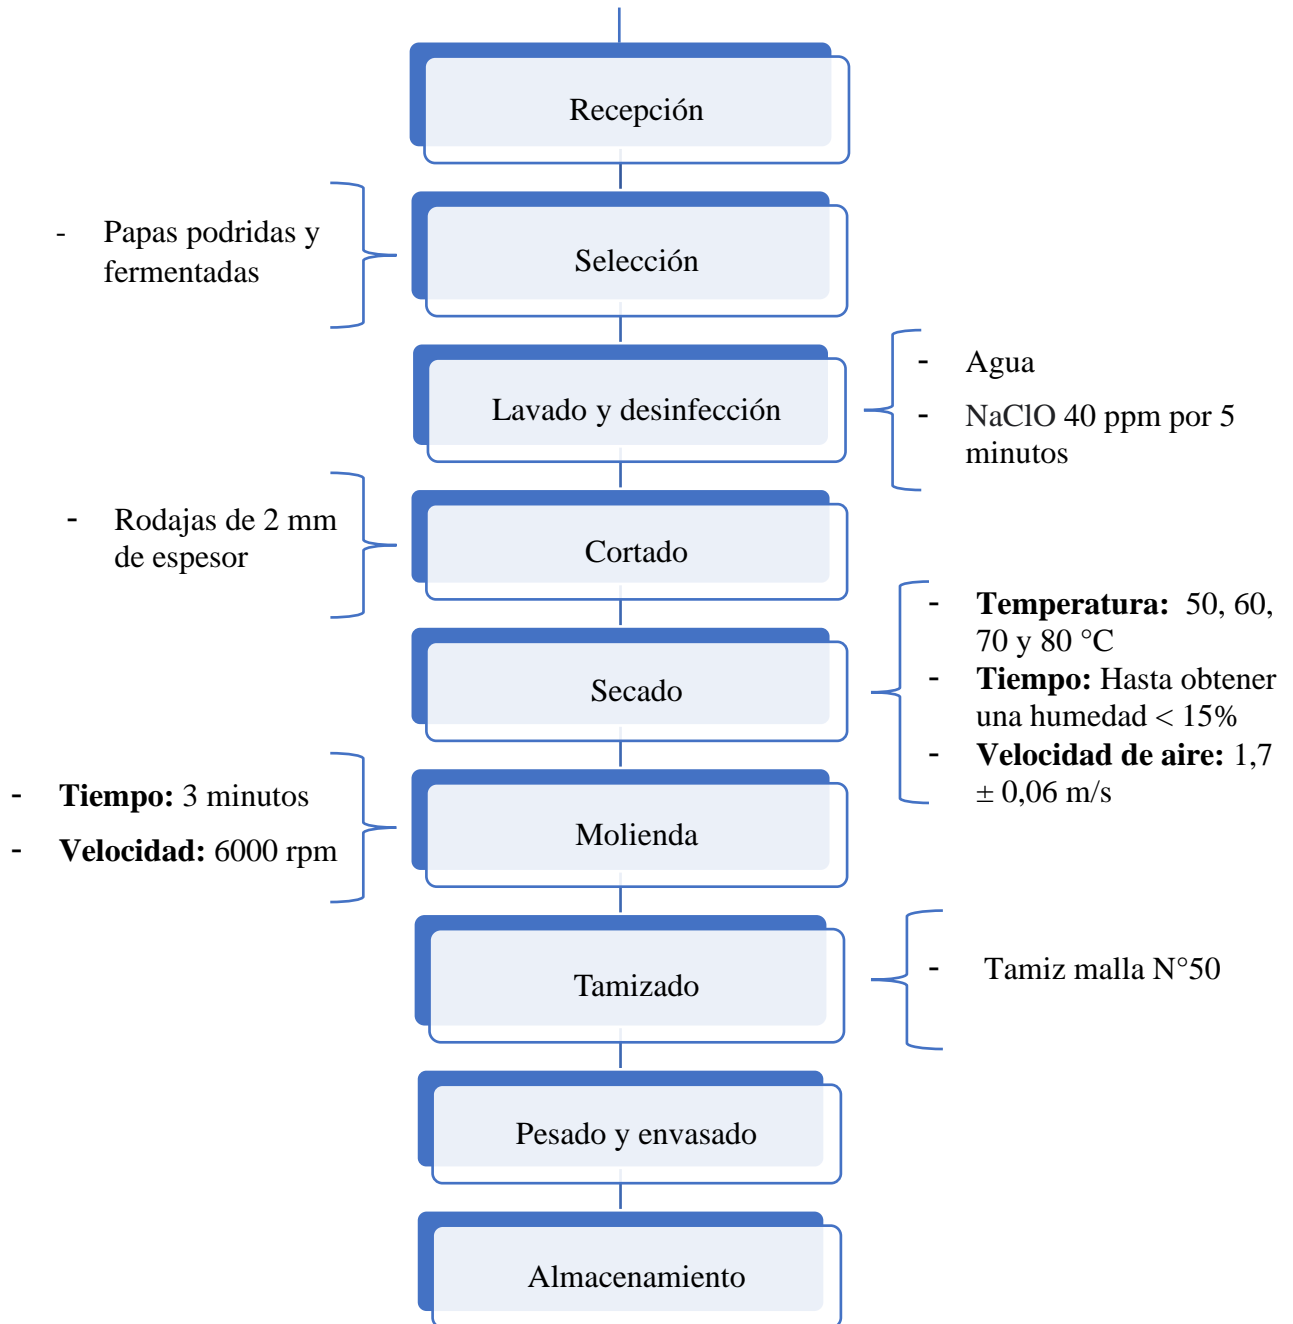 Recepción
- Papas podridas y
fermentadas
Selección
Lavado y desinfección
- Agua
- NaClO 40 ppm por 5
minutos
- Rodajas de 2 mm
de espesor
Cortado
Secado
- Temperatura: 50, 60,
70 y 80 °C
- Tiempo: Hasta obtener
una humedad < 15%
- Velocidad de aire: 1,7
± 0,06 m/s
- Tiempo: 3 minutos
- Velocidad: 6000 rpm
Molienda
Tamizado
- Tamiz malla N°50
Pesado y envasado
Almacenamiento